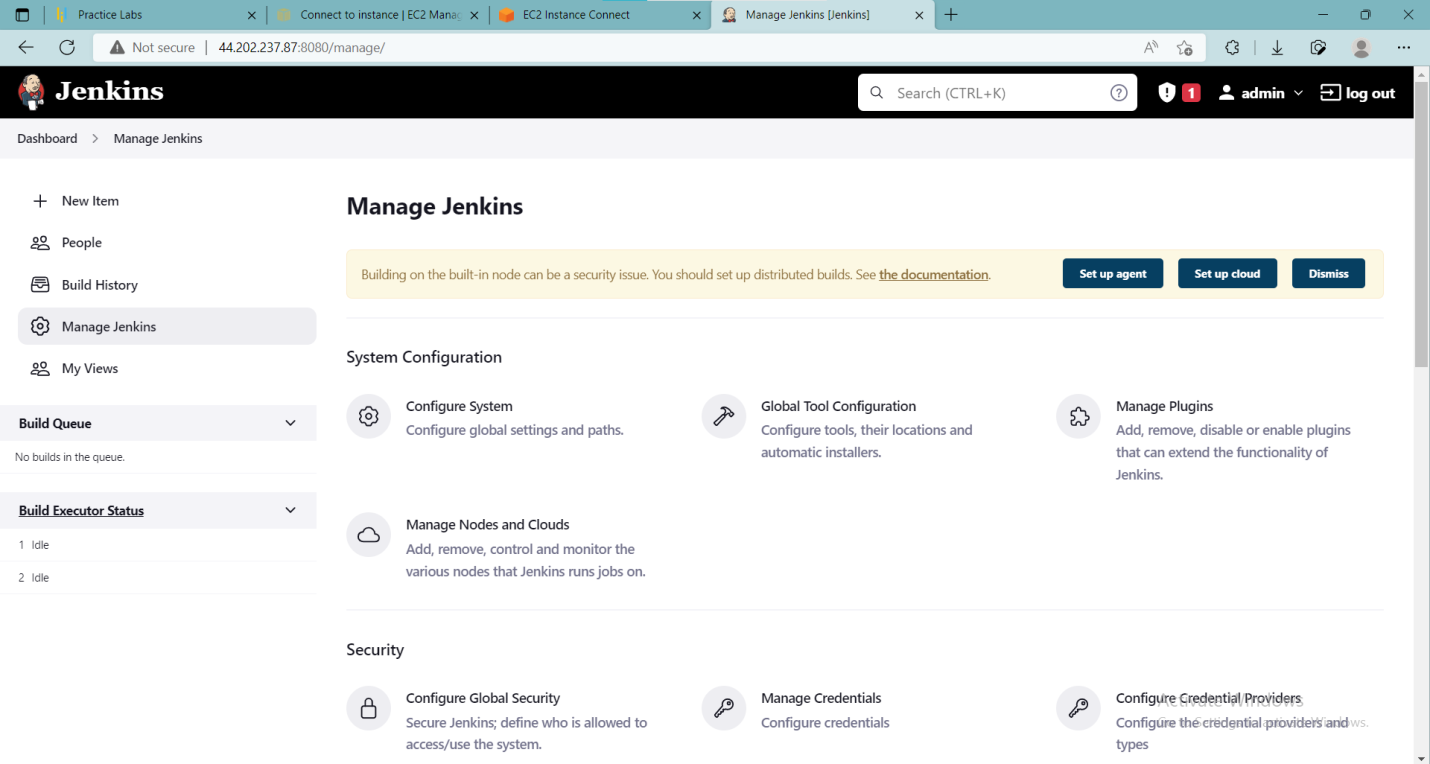 Practice Labs
Connect to instance | EC2 Manag
EC2 Instance Connect
Manage Jenkins [Jenkins]
Not secure
44.202.237.87:8080/manage/
Jenkins
Search (CTRL+K)
1
admin
log out
Dashboard
Manage Jenkins
New Item
People
Build History
Manage Jenkins
My Views
Build Queue
No builds in the queue.
Build Executor Status
1 Idle
2 Idle
Manage Jenkins
Building on the built-in node can be a security issue. You should set up distributed builds. See the documentation.
Set up agent
Set up cloud
Dismiss
System Configuration
Configure System
Configure global settings and paths.
Global Tool Configuration
Configure tools, their locations and
automatic installers.
Manage Plugins
Add, remove, disable or enable plugins
that can extend the functionality of
Jenkins.
Manage Nodes and Clouds
Add, remove, control and monitor the
various nodes that Jenkins runs jobs on.
Security
Configure Global Security
Secure Jenkins; define who is allowed to
access/use the system.
Manage Credentials
Configure credentials
Configure Credential Providers
Configure the credential providers and
types
Activate Windows